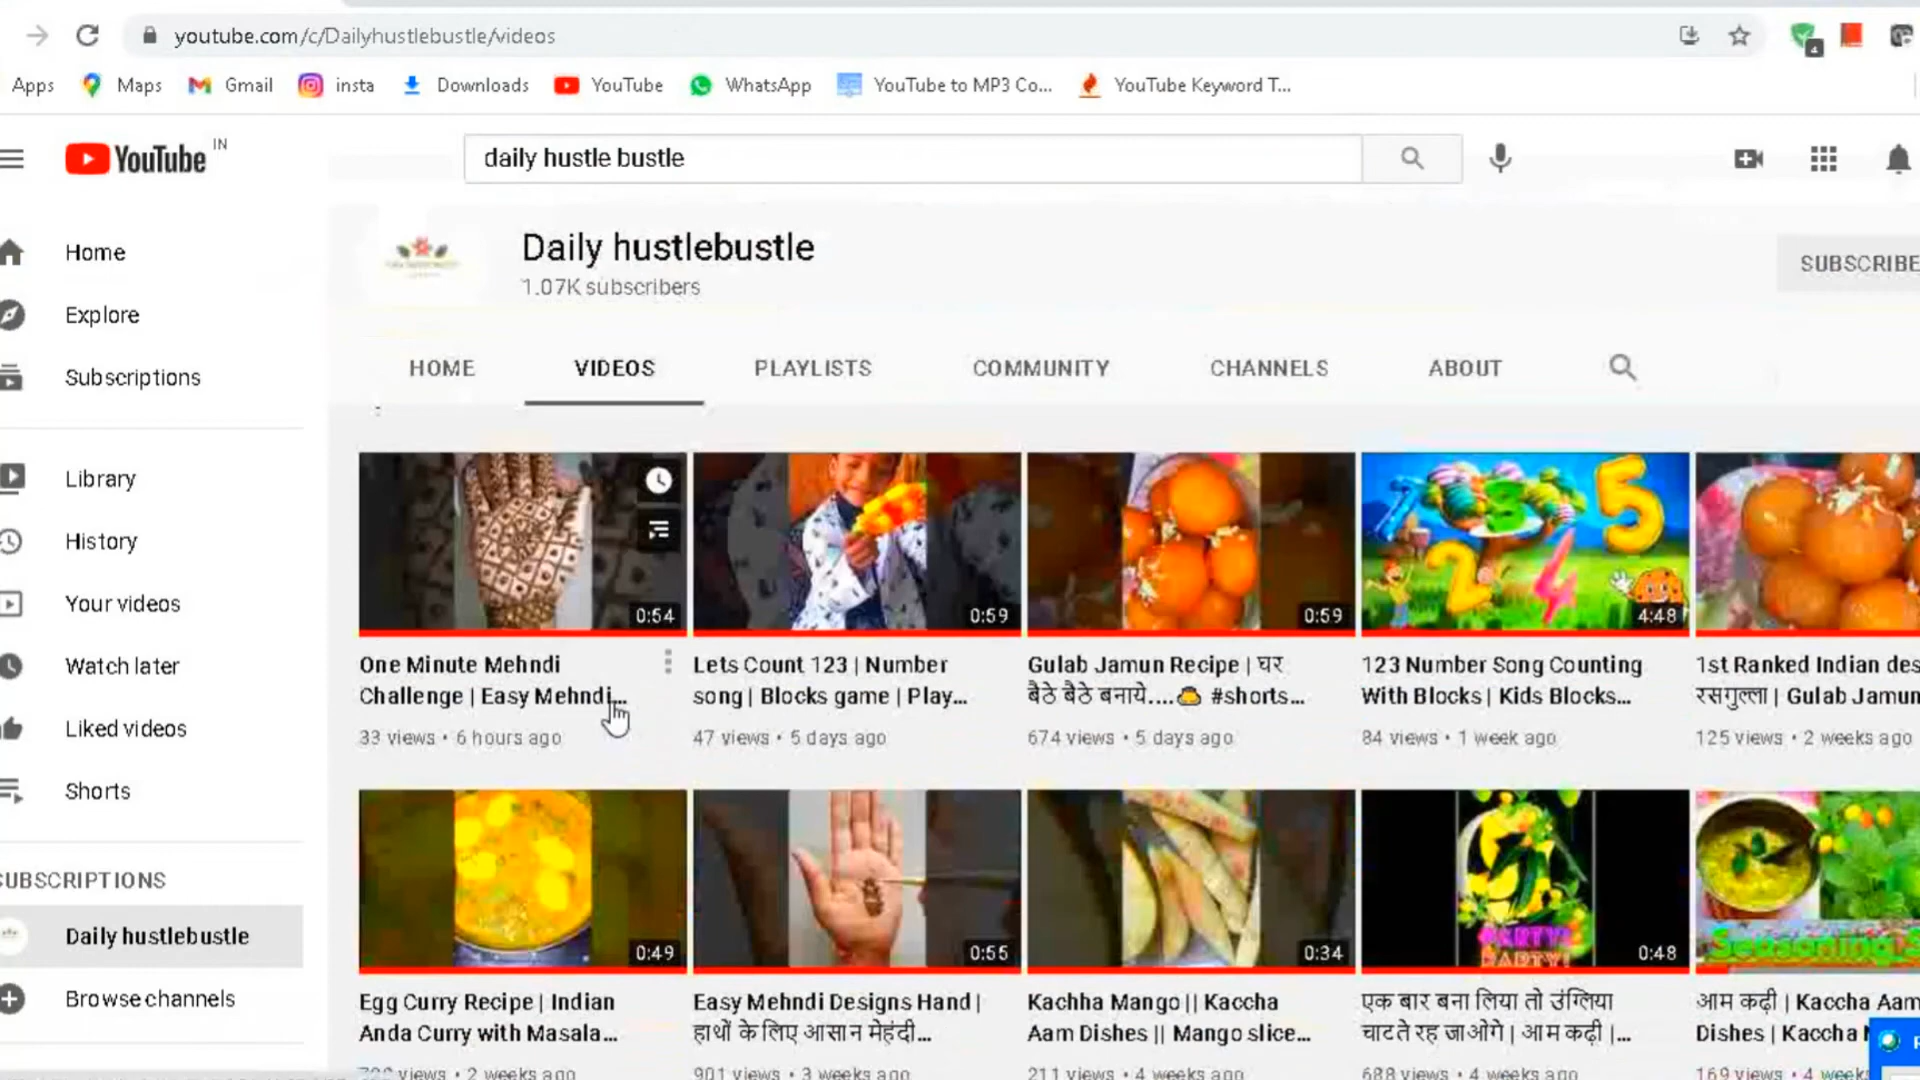 youtube.com/c/Dailyhustlebustle/videos
4
Apps Maps Gmail insta Downloads YouTube WhatsApp YouTube to MP3 Co... YouTube Keyword T...
YouTube IN
daily hustle bustle
Home
Explore
Subscriptions
Library
History
Your videos
Watch later
Liked videos
Shorts
SUBSCRIPTIONS
Daily hustlebustle
Browse channels
Daily hustlebustle
1.07K subscribers
SUBSCRIBE
HOME VIDEOS PLAYLISTS COMMUNITY CHANNELS ABOUT
0:54 0:59 0:59 4:48
One Minute Mehndi
Challenge | Easy Mehndi...
33 views • 6 hours ago
Lets Count 123 | Number
song | Blocks game | Play...
47 views • 5 days ago
Gulab Jamun Recipe | घर
बैठे बैठे बनाये.... #shorts...
674 views • 5 days ago
123 Number Song Counting
With Blocks | Kids Blocks...
84 views • 1 week ago
1st Ranked Indian des
रसगुल्ला | Gulab Jamun
125 views • 2 weeks ago
0:49 0:55 0:34 0:48
PARTY!
PARTY!
Seasoning S
Egg Curry Recipe | Indian
Anda Curry with Masala...
views • 2 weeks ago
Easy Mehndi Designs Hand |
हाथों के लिए आसान मेहंदी...
901 views • 3 weeks ago
Kachha Mango || Kaccha
Aam Dishes || Mango slice...
211 views • 4 weeks ago
एक बार बना लिया तो उंग्लिया
चाटते रह जाओगे | आम कढ़ी |...
688 views • 4 weeks ago
आम कढ़ी | Kaccha Aam
Dishes | Kaccha
169 views • 4 weeks